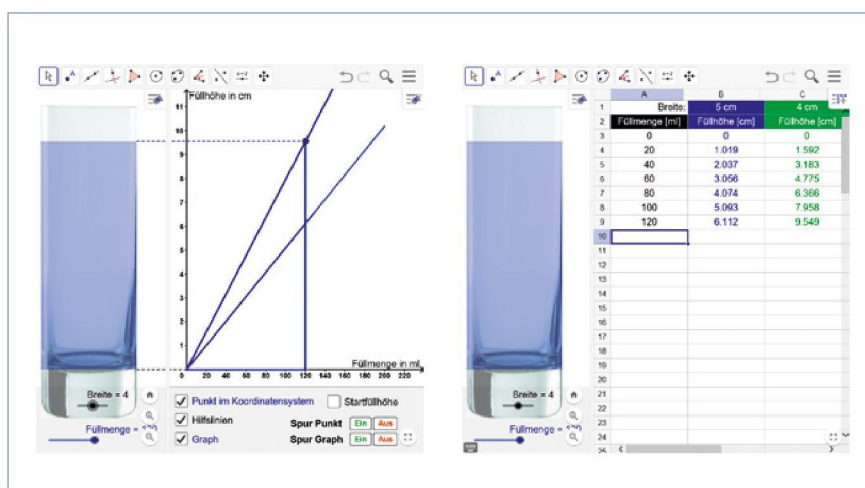 Füllhöhe in cm
11
10
9
8
7
6
5
4
3
2
1
Füllmenge in ml
20 40 60 80 100 120 140 160 180 200 220
Breite = 4
Füllmenge = 120
Punkt im Koordinatensystem
Startfüllhöhe
Hilfslinien
Spur Punkt Ein Aus
Graph
Spur Graph Ein Aus
A B C
1 Breite: 5 cm 4 cm
2 Füllmenge [ml] Füllhöhe [cm] Füllhöhe [cm]
3 0 0 0
4 20 1.019 1.592
5 40 2.037 3.183
6 60 3.056 4.775
7 80 4.074 6.366
8 100 5.093 7.958
9 120 6.112 9.549
10
11
12
13
14
15
16
17
18
19
20
21
22
23
24
25
Breite = 4
Füllmenge = 120